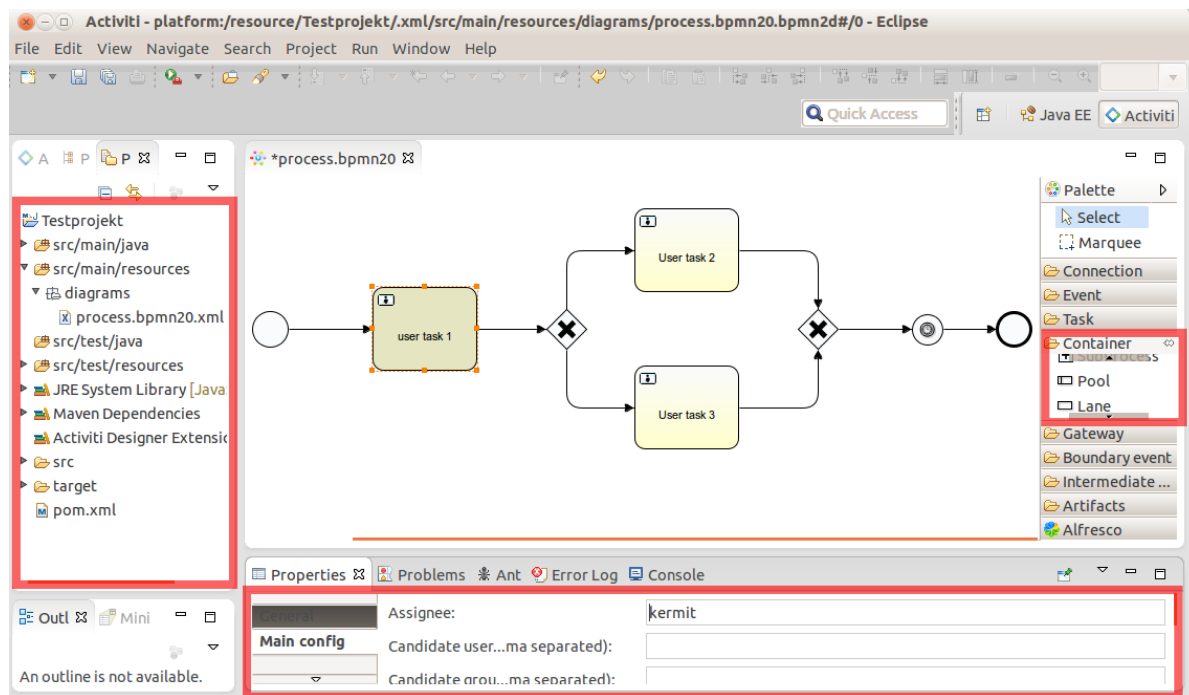 Activiti - platform:/resource/Testprojekt/.xml/src/main/resources/diagrams/process.bpmn20.bpmn2d#/0 - Eclipse
File Edit View Navigate Search Project Run Window Help
Quick Access
Java EE
Activiti
A P P
*process.bpmn20
Testprojekt
src/main/java
src/main/resources
diagrams
process.bpmn20.xml
src/test/java
src/test/resources
JRE System Library [Java
Maven Dependencies
Activiti Designer Extensio
src
target
pom.xml
user task 1
User task 2
User task 3
Palette
Select
Marquee
Connection
Event
Task
Container
SubProcess
Pool
Lane
Gateway
Boundary event
Intermediate ...
Artifacts
Alfresco
Outl Mini
An outline is not available.
Properties Problems Ant Error Log Console
General
Main config
Assignee: kermit
Candidate user...ma separated):
Candidate grou...ma separated):